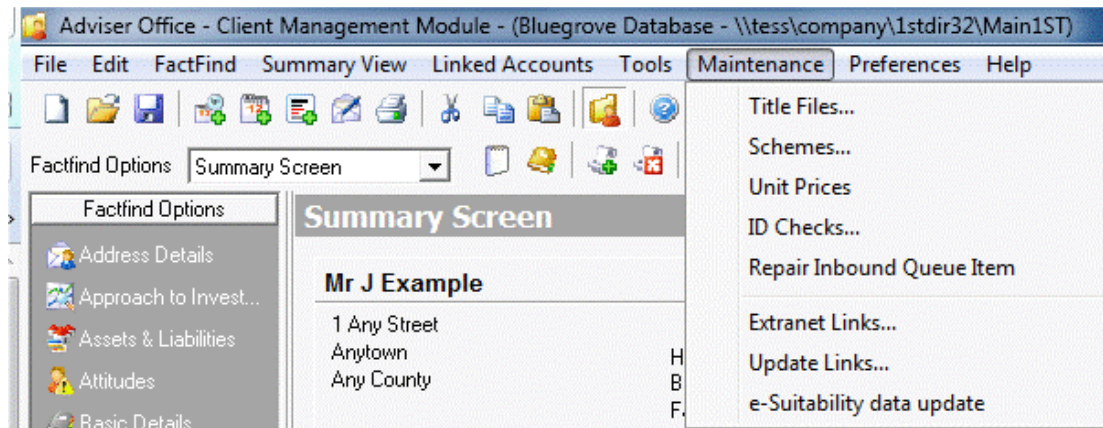 Adviser Office - Client Management Module - (Bluegrove Database - \\tess\company\1stdir32\Main1ST)
File Edit FactFind Summary View Linked Accounts Tools Maintenance Preferences Help
Factfind Options Summary Screen
Factfind Options
Address Details
Approach to Invest...
Assets & Liabilities
Attitudes
Basic Details
Summary Screen
Mr J Example
1 Any Street
Anytown H
Any County B
F
Title Files...
Schemes...
Unit Prices
ID Checks...
Repair Inbound Queue Item
Extranet Links...
Update Links...
e-Suitability data update